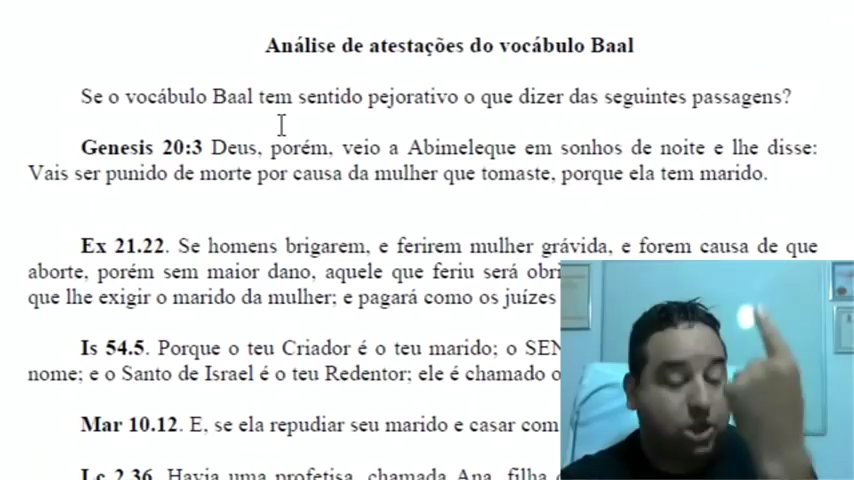 Análise de atestações do vocábulo Baal
Se o vocábulo Baal tem sentido pejorativo o que dizer das seguintes passagens?
Genesis 20:3 Deus, porém, veio a Abimeleque em sonhos de noite e lhe disse:
Vais ser punido de morte por causa da mulher que tomaste, porque ela tem marido.
Ex 21.22. Se homens brigarem, e ferirem mulher grávida, e forem causa de que
aborte, porém sem maior dano, aquele que feriu será obri
que lhe exigir o marido da mulher; e pagará como os juízes
Is 54.5. Porque o teu Criador é o teu marido; o SEN
nome; e o Santo de Israel é o teu Redentor; ele é chamado o
Mar 10.12. E, se ela repudiar seu marido e casar com
Lc 2.36. Havia uma profetisa, chamada Ana, filha